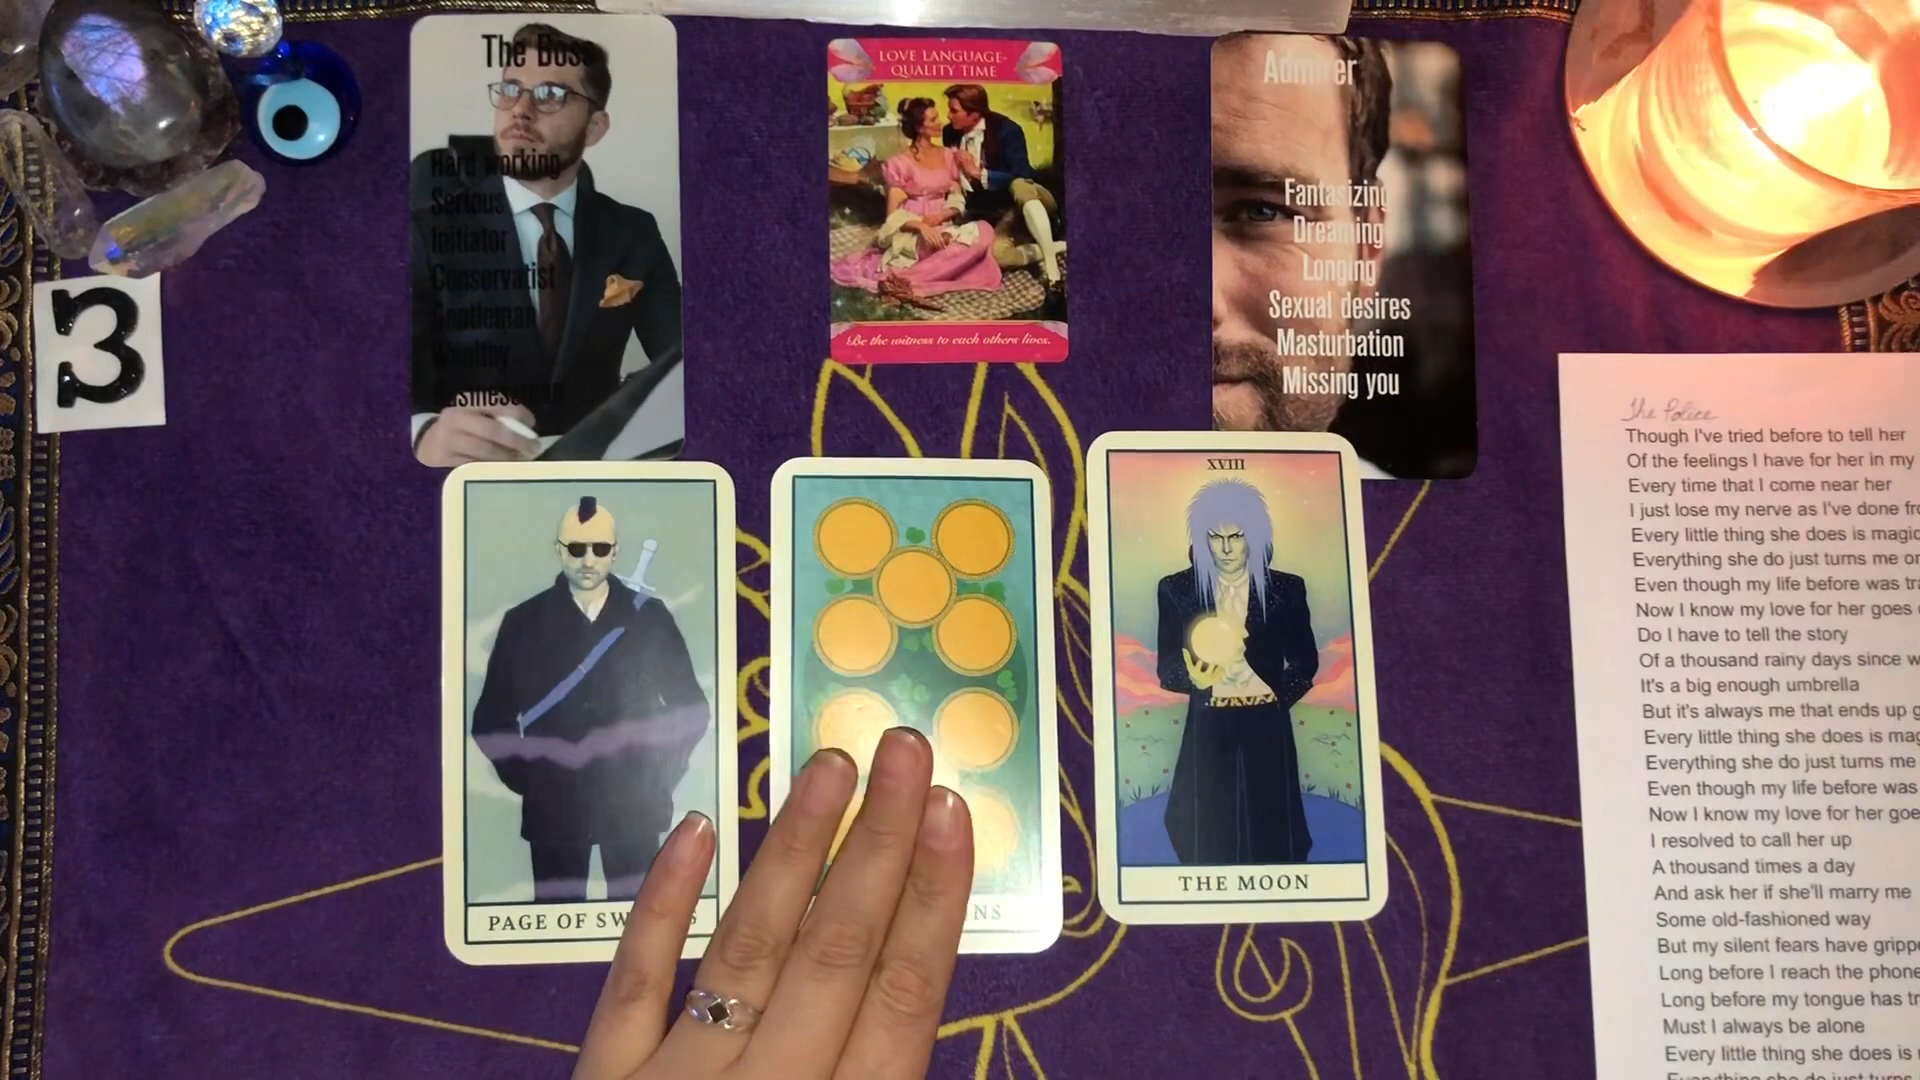 The Boss
Hard working
Serious
Initiator
Conservatist
Gentleman
Wealthy
LOVE LANGUAGE-
QUALITY TIME
Be the witness to each others lives.
Admirer
Fantasizing
Dreaming
Longing
Sexual desires
Masturbation
Missing you
3
PAGE OF
XVIII
THE MOON
The Police
Though I've tried before to tell her
Of the feelings I have for her in my
Every time that I come near her
I just lose my nerve as I've done
Every little thing she does is magic
Everything she do just turns me on
Even though my life before was
Now I know my love for her goes
Do I have to tell the story
Of a thousand rainy days since
It's a big enough umbrella
But it's always me that ends up
Every little thing she does is
Everything she do just turns me
Even though my life before was
Now I know my love for her
I resolved to call her up
A thousand times a day
And ask her if she'll marry me
Some old-fashioned way
But my silent fears have
Long before I reach the phone
Long before my tongue has
Must I always be alone
Every little thing she does is